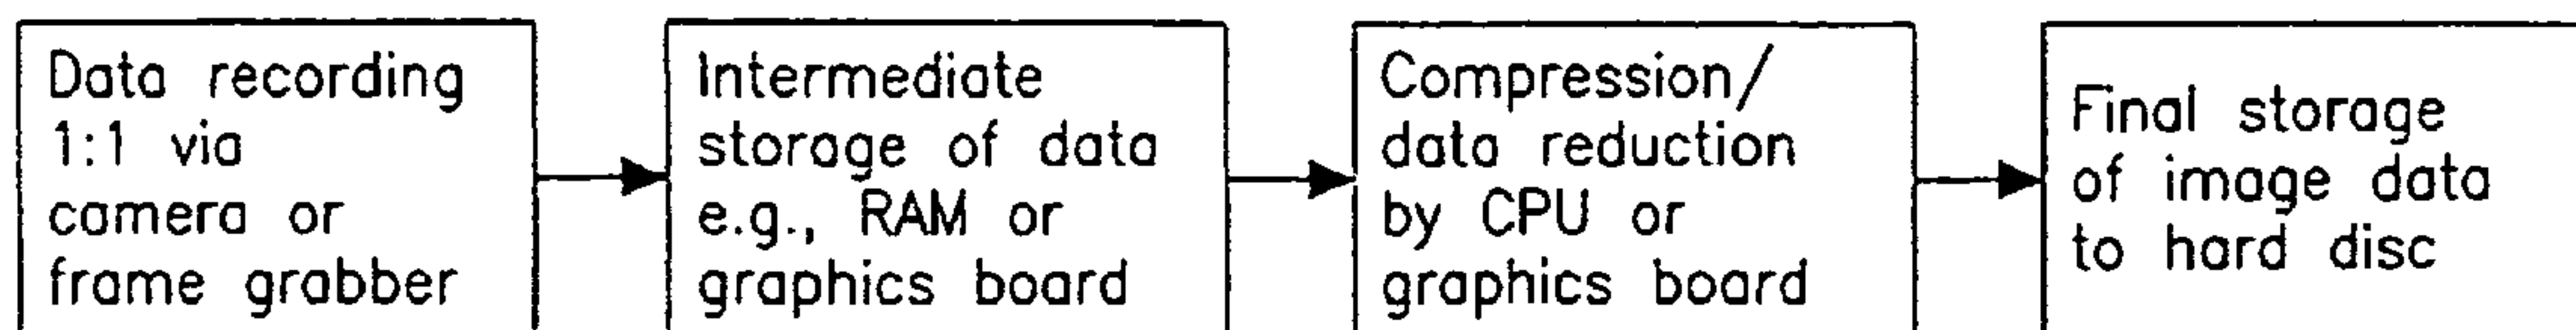 Data recording
1:1 via
camera or
frame grabber
Intermediate
storage of data
e.g., RAM or
graphics board
Compression/
data reduction
by CPU or
graphics board
Final storage
of image data
to hard disc